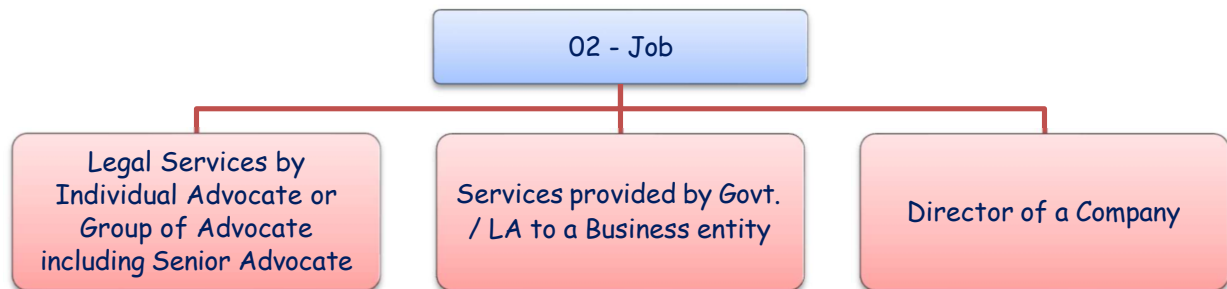 02 - Job
Legal Services by
Individual Advocate or
Group of Advocate
including Senior Advocate
Services provided by Govt.
/ LA to a Business entity
Director of a Company